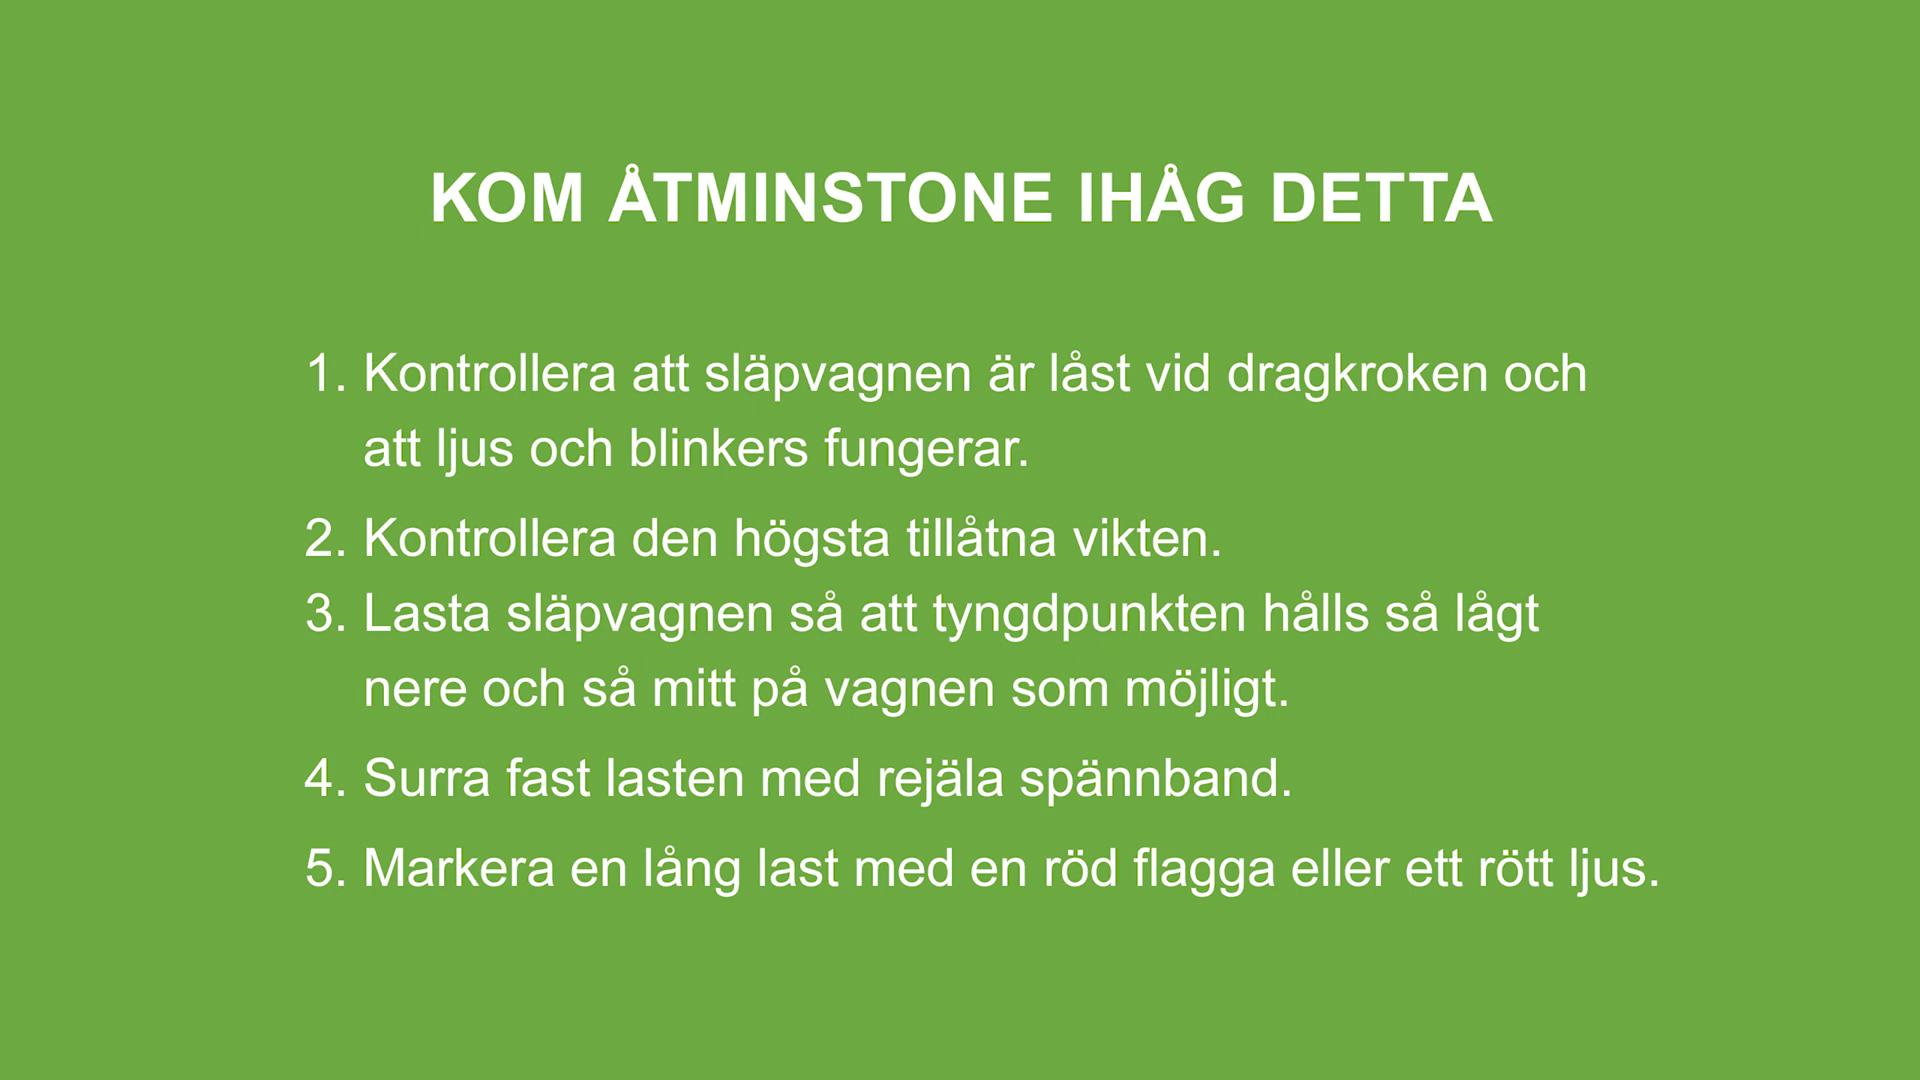 KOM ÅTMINSTONE IHÅG DETTA
1. Kontrollera att släpvagnen är låst vid dragkroken och
att ljus och blinkers fungerar.
2. Kontrollera den högsta tillåtna vikten.
3. Lasta släpvagnen så att tyngdpunkten hålls så lågt
nere och så mitt på vagnen som möjligt.
4. Surra fast lasten med rejäla spännband.
5. Markera en lång last med en röd flagga eller ett rött ljus.